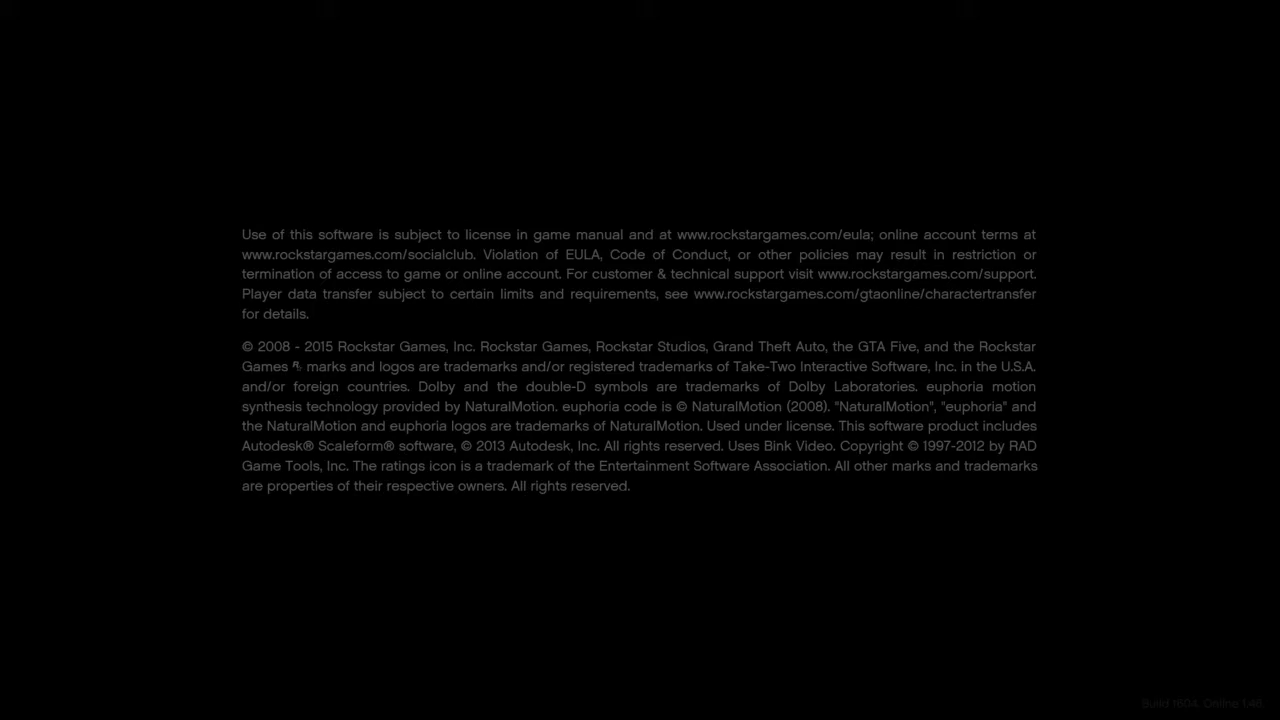 Use of this software is subject to license in game manual and at www.rockstargames.com/eula; online account terms at
www.rockstargames.com/socialclub. Violation of EULA, Code of Conduct, or other policies may result in restriction or
termination of access to game or online account. For customer & technical support visit www.rockstargames.com/support.
Player data transfer subject to certain limits and requirements, see www.rockstargames.com/gtaonline/charactertransfer
for details.
© 2008 - 2015 Rockstar Games, Inc. Rockstar Games, Rockstar Studios, Grand Theft Auto, the GTA Five, and the Rockstar
Games R* marks and logos are trademarks and/or registered trademarks of Take-Two Interactive Software, Inc. in the U.S.A.
and/or foreign countries. Dolby and the double-D symbols are trademarks of Dolby Laboratories. euphoria motion
synthesis technology provided by NaturalMotion. euphoria code is © NaturalMotion (2008). "NaturalMotion", "euphoria" and
the NaturalMotion and euphoria logos are trademarks of NaturalMotion. Used under license. This software product includes
Autodesk® Scaleform® software, © 2013 Autodesk, Inc. All rights reserved. Uses Bink Video. Copyright © 1997-2012 by RAD
Game Tools, Inc. The ratings icon is a trademark of the Entertainment Software Association. All other marks and trademarks
are properties of their respective owners. All rights reserved.
Build 1604, Online 1.46